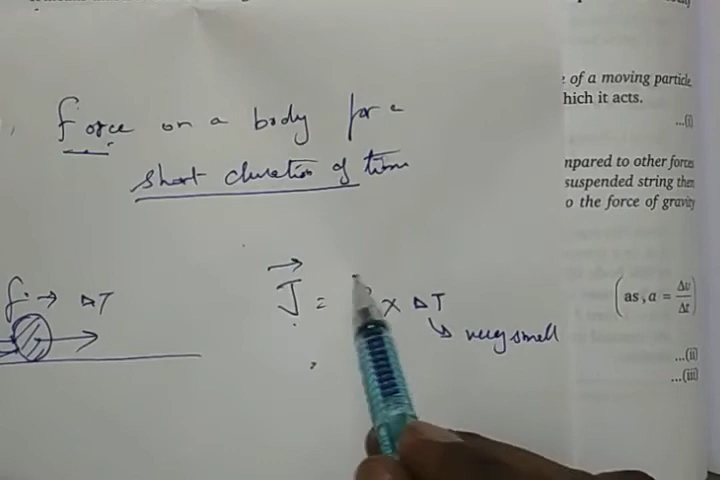 force on a body for a
short duration of time
f → ΔT
J = × ΔT
very small
of a moving particle
hich it acts.
...(i)
npared to other forces
suspended string then
o the force of gravity
(as, a = Δv/Δt)
...(ii)
...(iii)